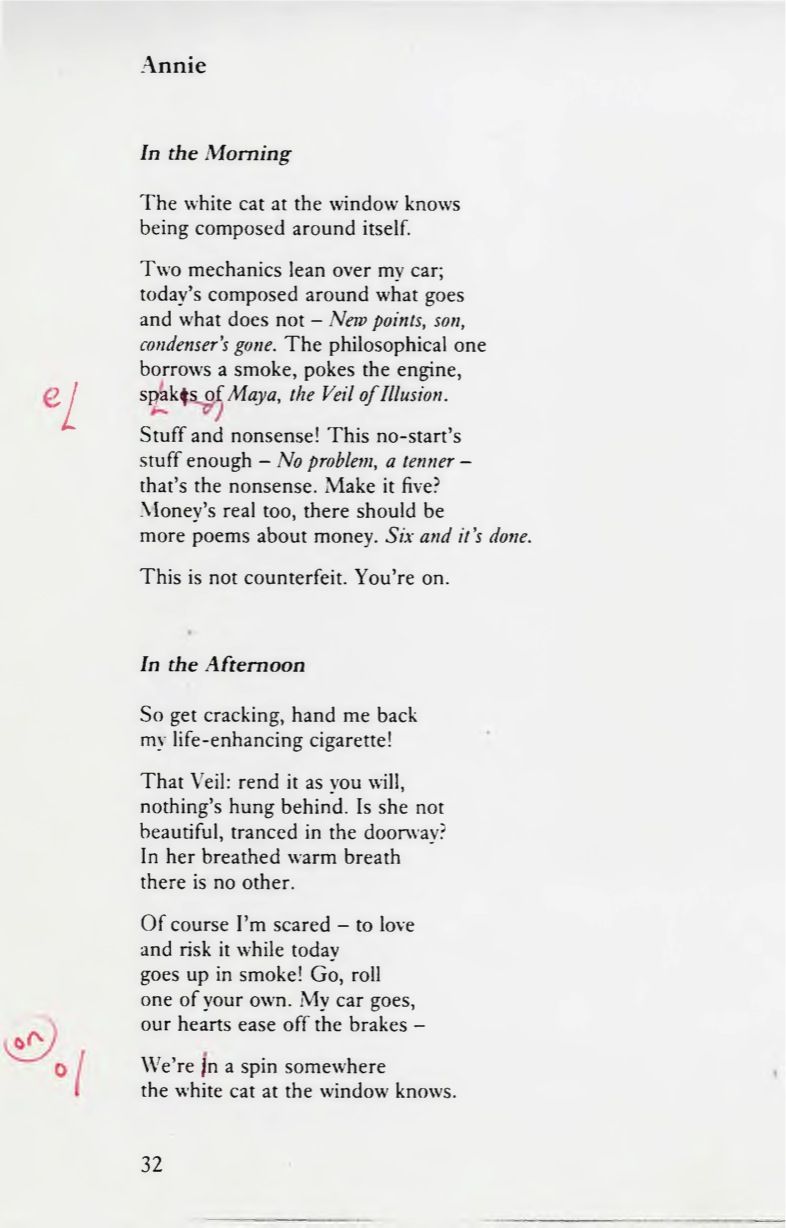 Annie
In the Morning
The white cat at the window knows
being composed around itself.
Two mechanics lean over my car;
today's composed around what goes
and what does not – New points, son,
condenser's gone. The philosophical one
borrows a smoke, pokes the engine,
e/ spakes of Maya, the Veil of Illusion.
Stuff and nonsense! This no-start's
stuff enough – No problem, a tenner –
that's the nonsense. Make it five?
Money's real too, there should be
more poems about money. Six and it's done.
This is not counterfeit. You're on.
In the Afternoon
So get cracking, hand me back
my life-enhancing cigarette!
That Veil: rend it as you will,
nothing's hung behind. Is she not
beautiful, tranced in the doorway?
In her breathed warm breath
there is no other.
Of course I'm scared – to love
and risk it while today
goes up in smoke! Go, roll
one of your own. My car goes,
our hearts ease off the brakes –
on
o/ We're in a spin somewhere
the white cat at the window knows.
32